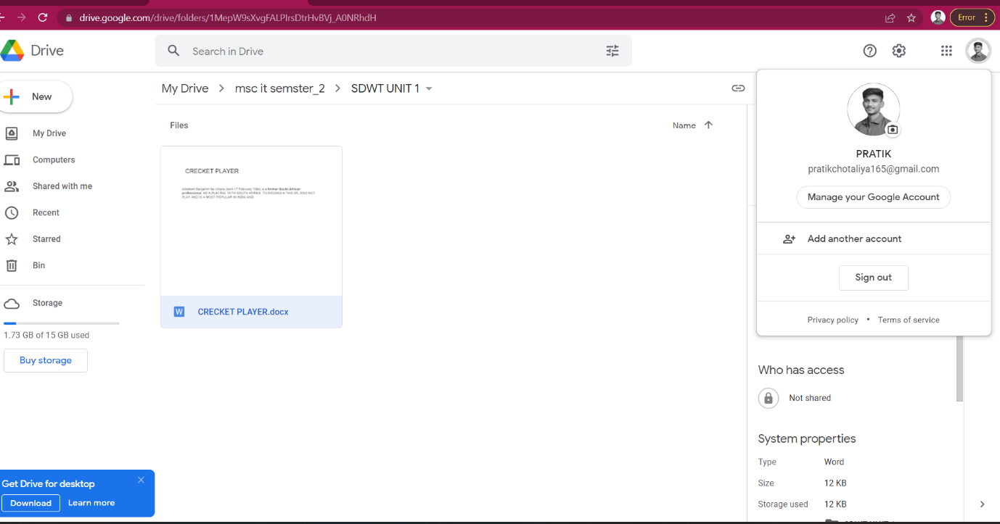 drive.google.com/drive/folders/1MepW9sXvgFALPIrsDtrHvBVj_A0NRhdH
Error
Drive
Search in Drive
New
My Drive
Computers
Shared with me
Recent
Starred
Bin
Storage
1.73 GB of 15 GB used
Buy storage
Get Drive for desktop
Download
Learn more
My Drive
msc it semster_2
SDWT UNIT 1
Files
Name
CRECKET PLAYER
Abraham Benjamin de Villiers (born 17 February 1984) is a former South African
professional AS A PLAYING WITH SOUTH AFRIKA. TO MISSING A THIS IPL 2022 NOT
PLAY AND IS A MOST POPULAR IN INDIA AND
W CRECKET PLAYER.docx
PRATIK
pratikchotaliya165@gmail.com
Manage your Google Account
Add another account
Sign out
Privacy policy • Terms of service
Who has access
Not shared
System properties
Type Word
Size 12 KB
Storage used 12 KB